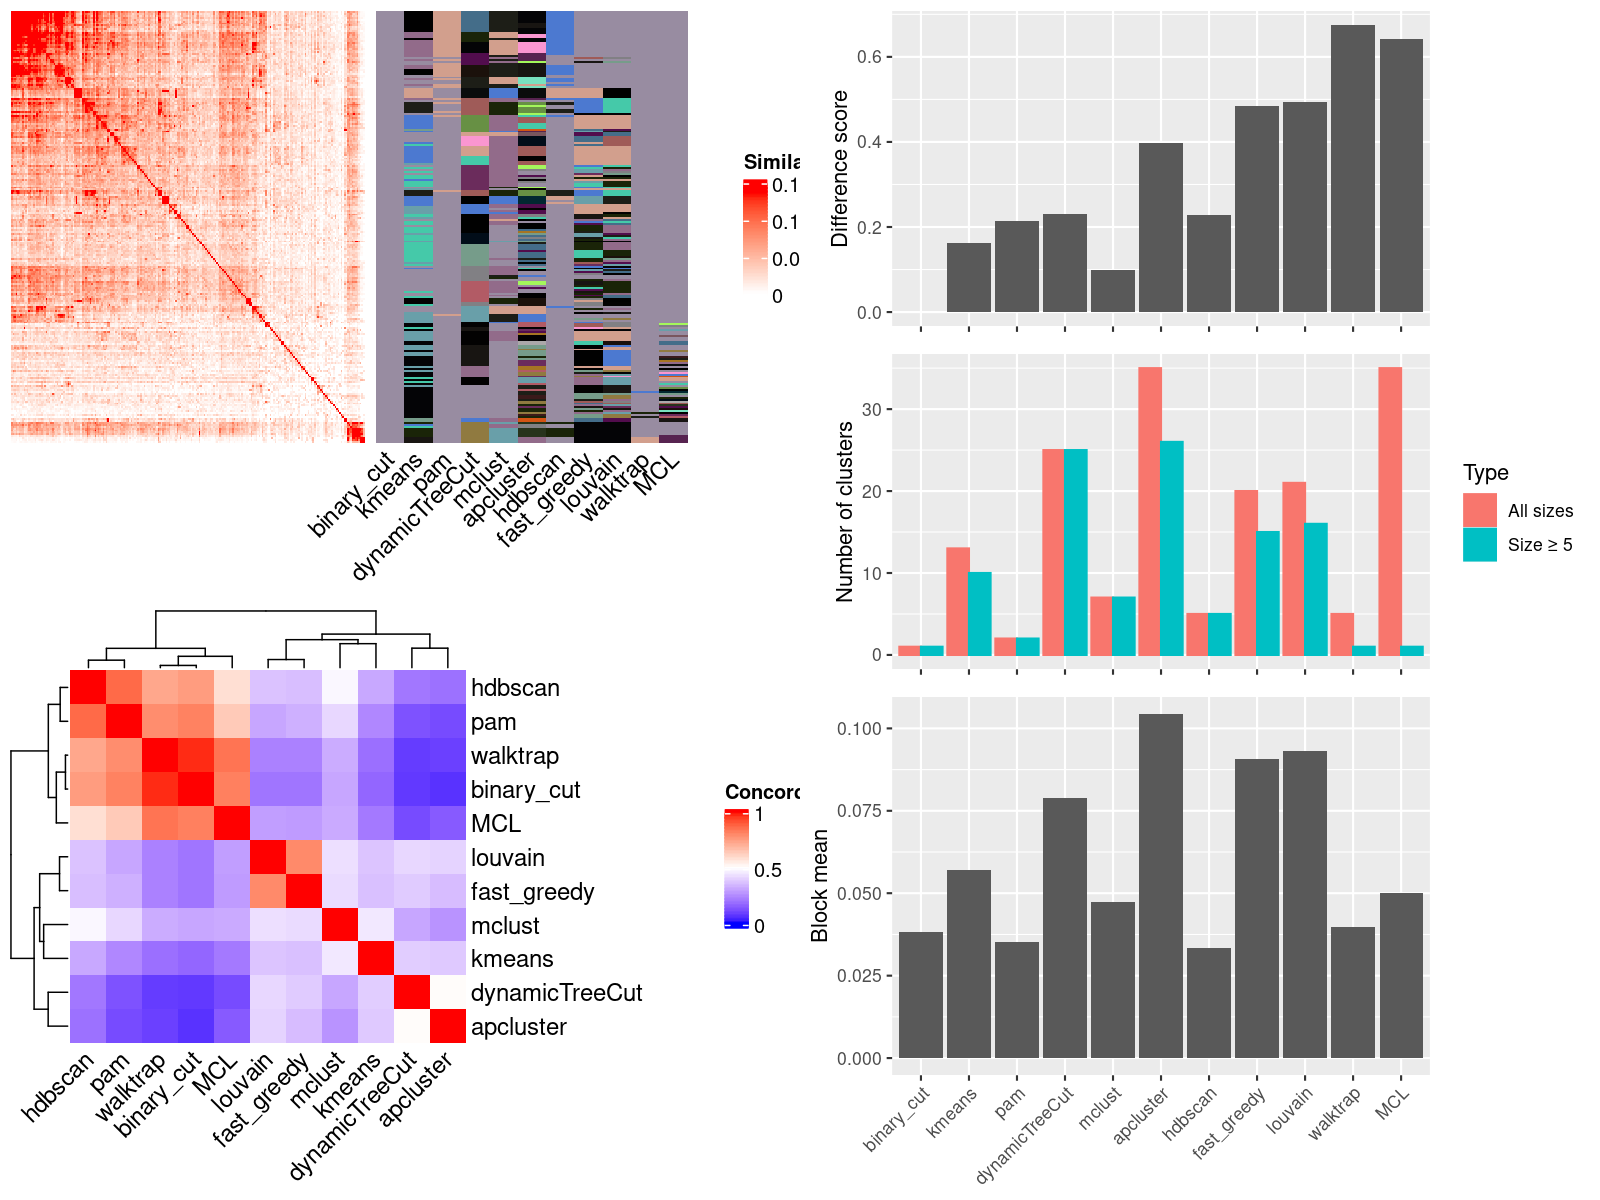 Simila
0.1
0.1
0.0
0
binary_cut
kmeans
pam
dynamicTreeCut
mclust
apcluster
hdbscan
fast_greedy
louvain
walktrap
MCL
hdbscan
pam
walktrap
binary_cut
MCL
louvain
fast_greedy
mclust
kmeans
dynamicTreeCut
apcluster
hdbscan
pam
walktrap
binary_cut
MCL
louvain
fast_greedy
mclust
kmeans
dynamicTreeCut
apcluster
Concord
1
0.5
0
Difference score
0.6
0.4
0.2
0.0
Number of clusters
30
20
10
0
Type
All sizes
Size ≥ 5
Block mean
0.100
0.075
0.050
0.025
0.000
binary_cut
kmeans
pam
dynamicTreeCut
mclust
apcluster
hdbscan
fast_greedy
louvain
walktrap
MCL